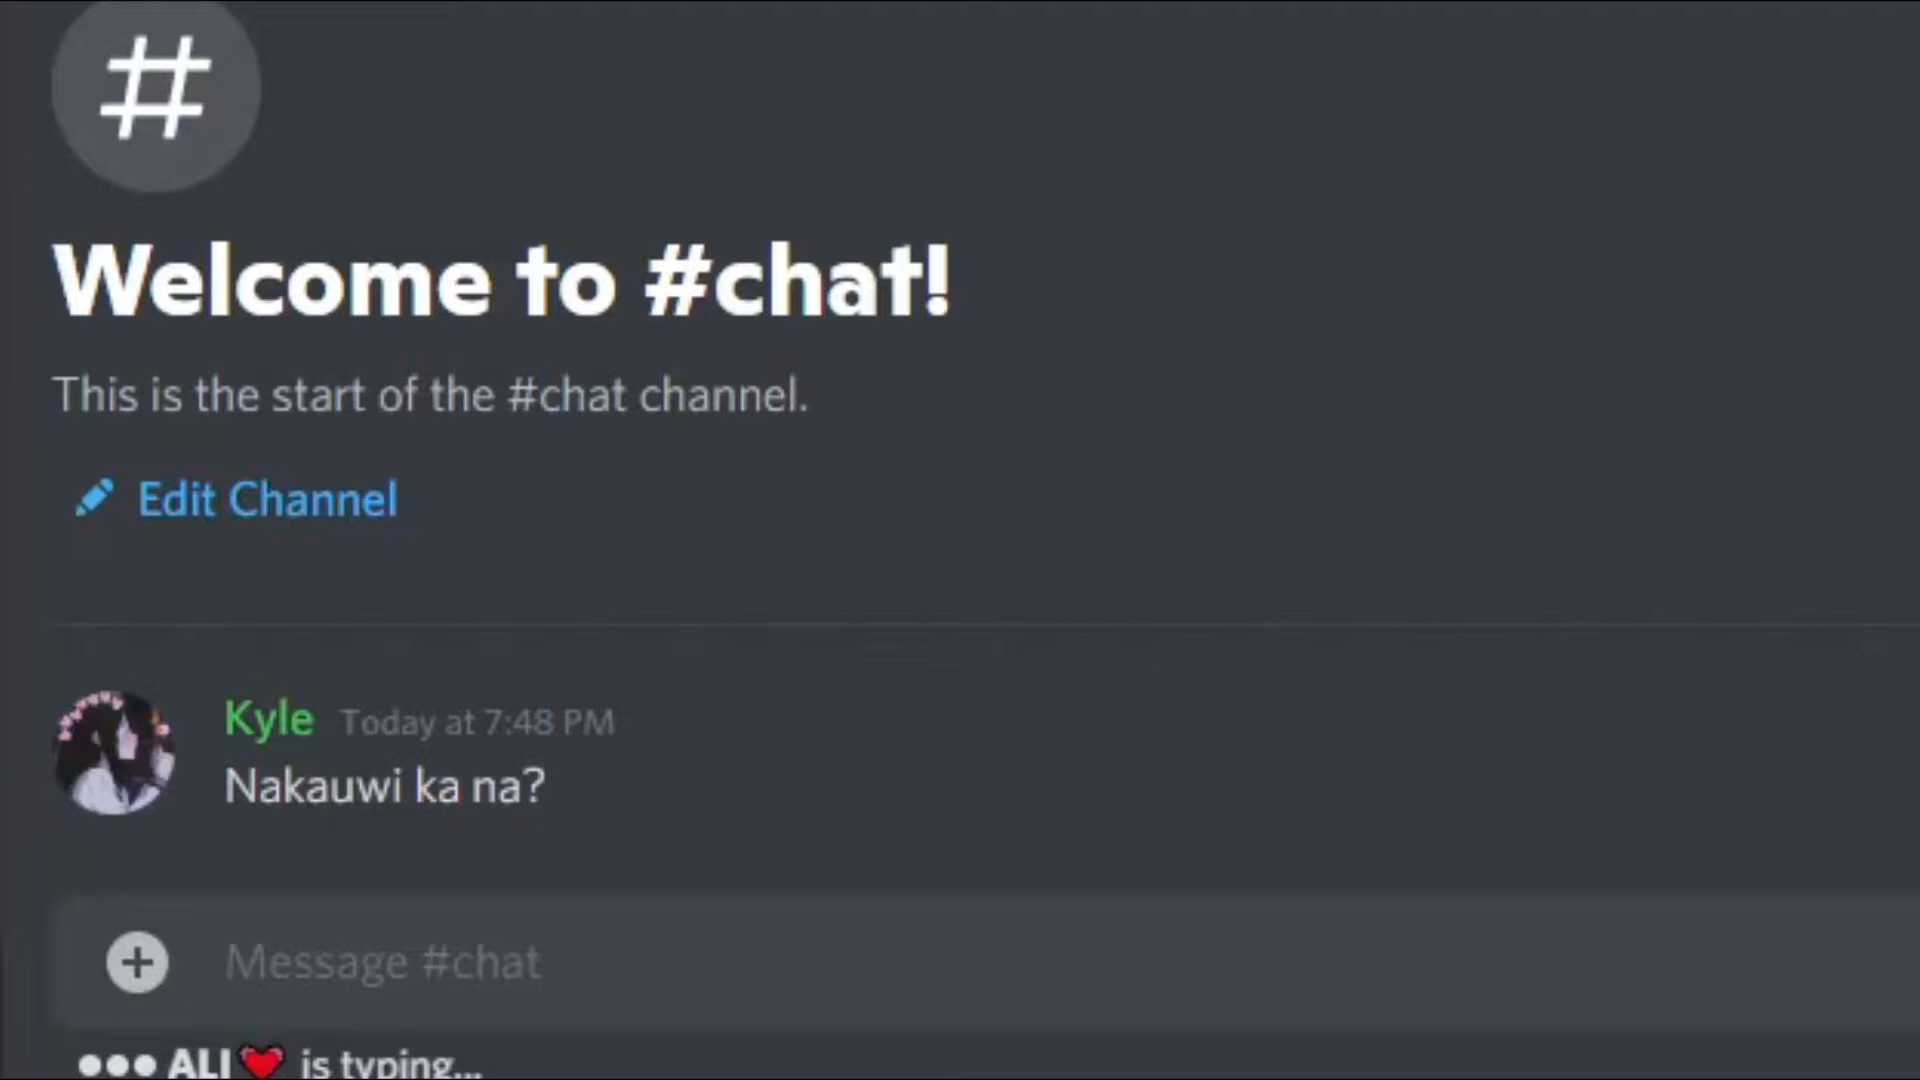 #
Welcome to #chat!
This is the start of the #chat channel.
Edit Channel
Kyle Today at 7:48 PM
Nakauwi ka na?
Message #chat
ALI❤️ is typing...